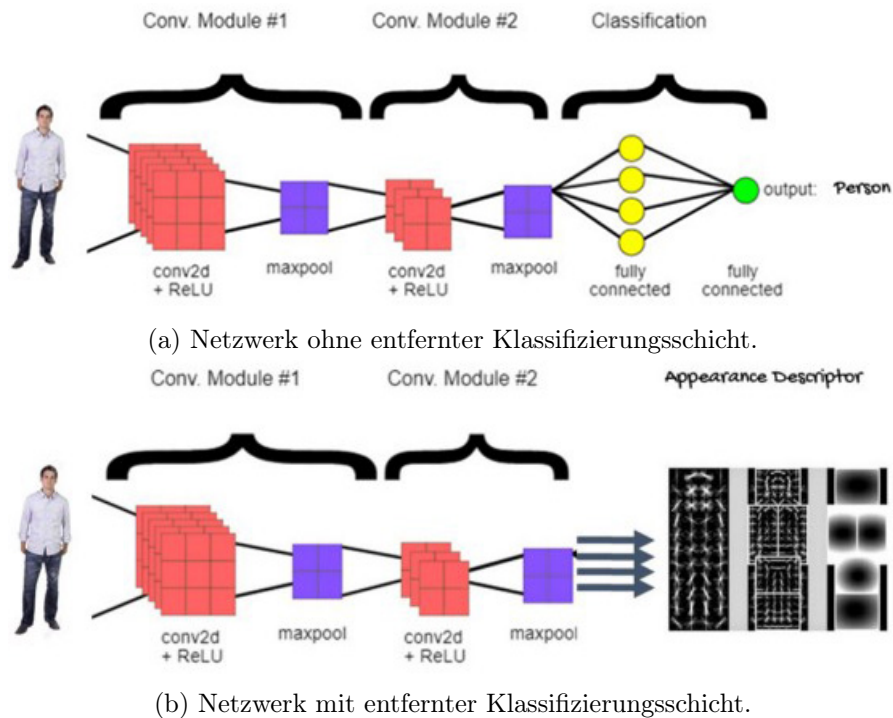 Conv. Module #1 Conv. Module #2 Classification
output: Person
conv2d + ReLU
maxpool
conv2d + ReLU
maxpool
fully connected
fully connected
(a) Netzwerk ohne entfernter Klassifizierungsschicht.
Conv. Module #1 Conv. Module #2 Appearance Descriptor
conv2d + ReLU
maxpool
conv2d + ReLU
maxpool
(b) Netzwerk mit entfernter Klassifizierungsschicht.